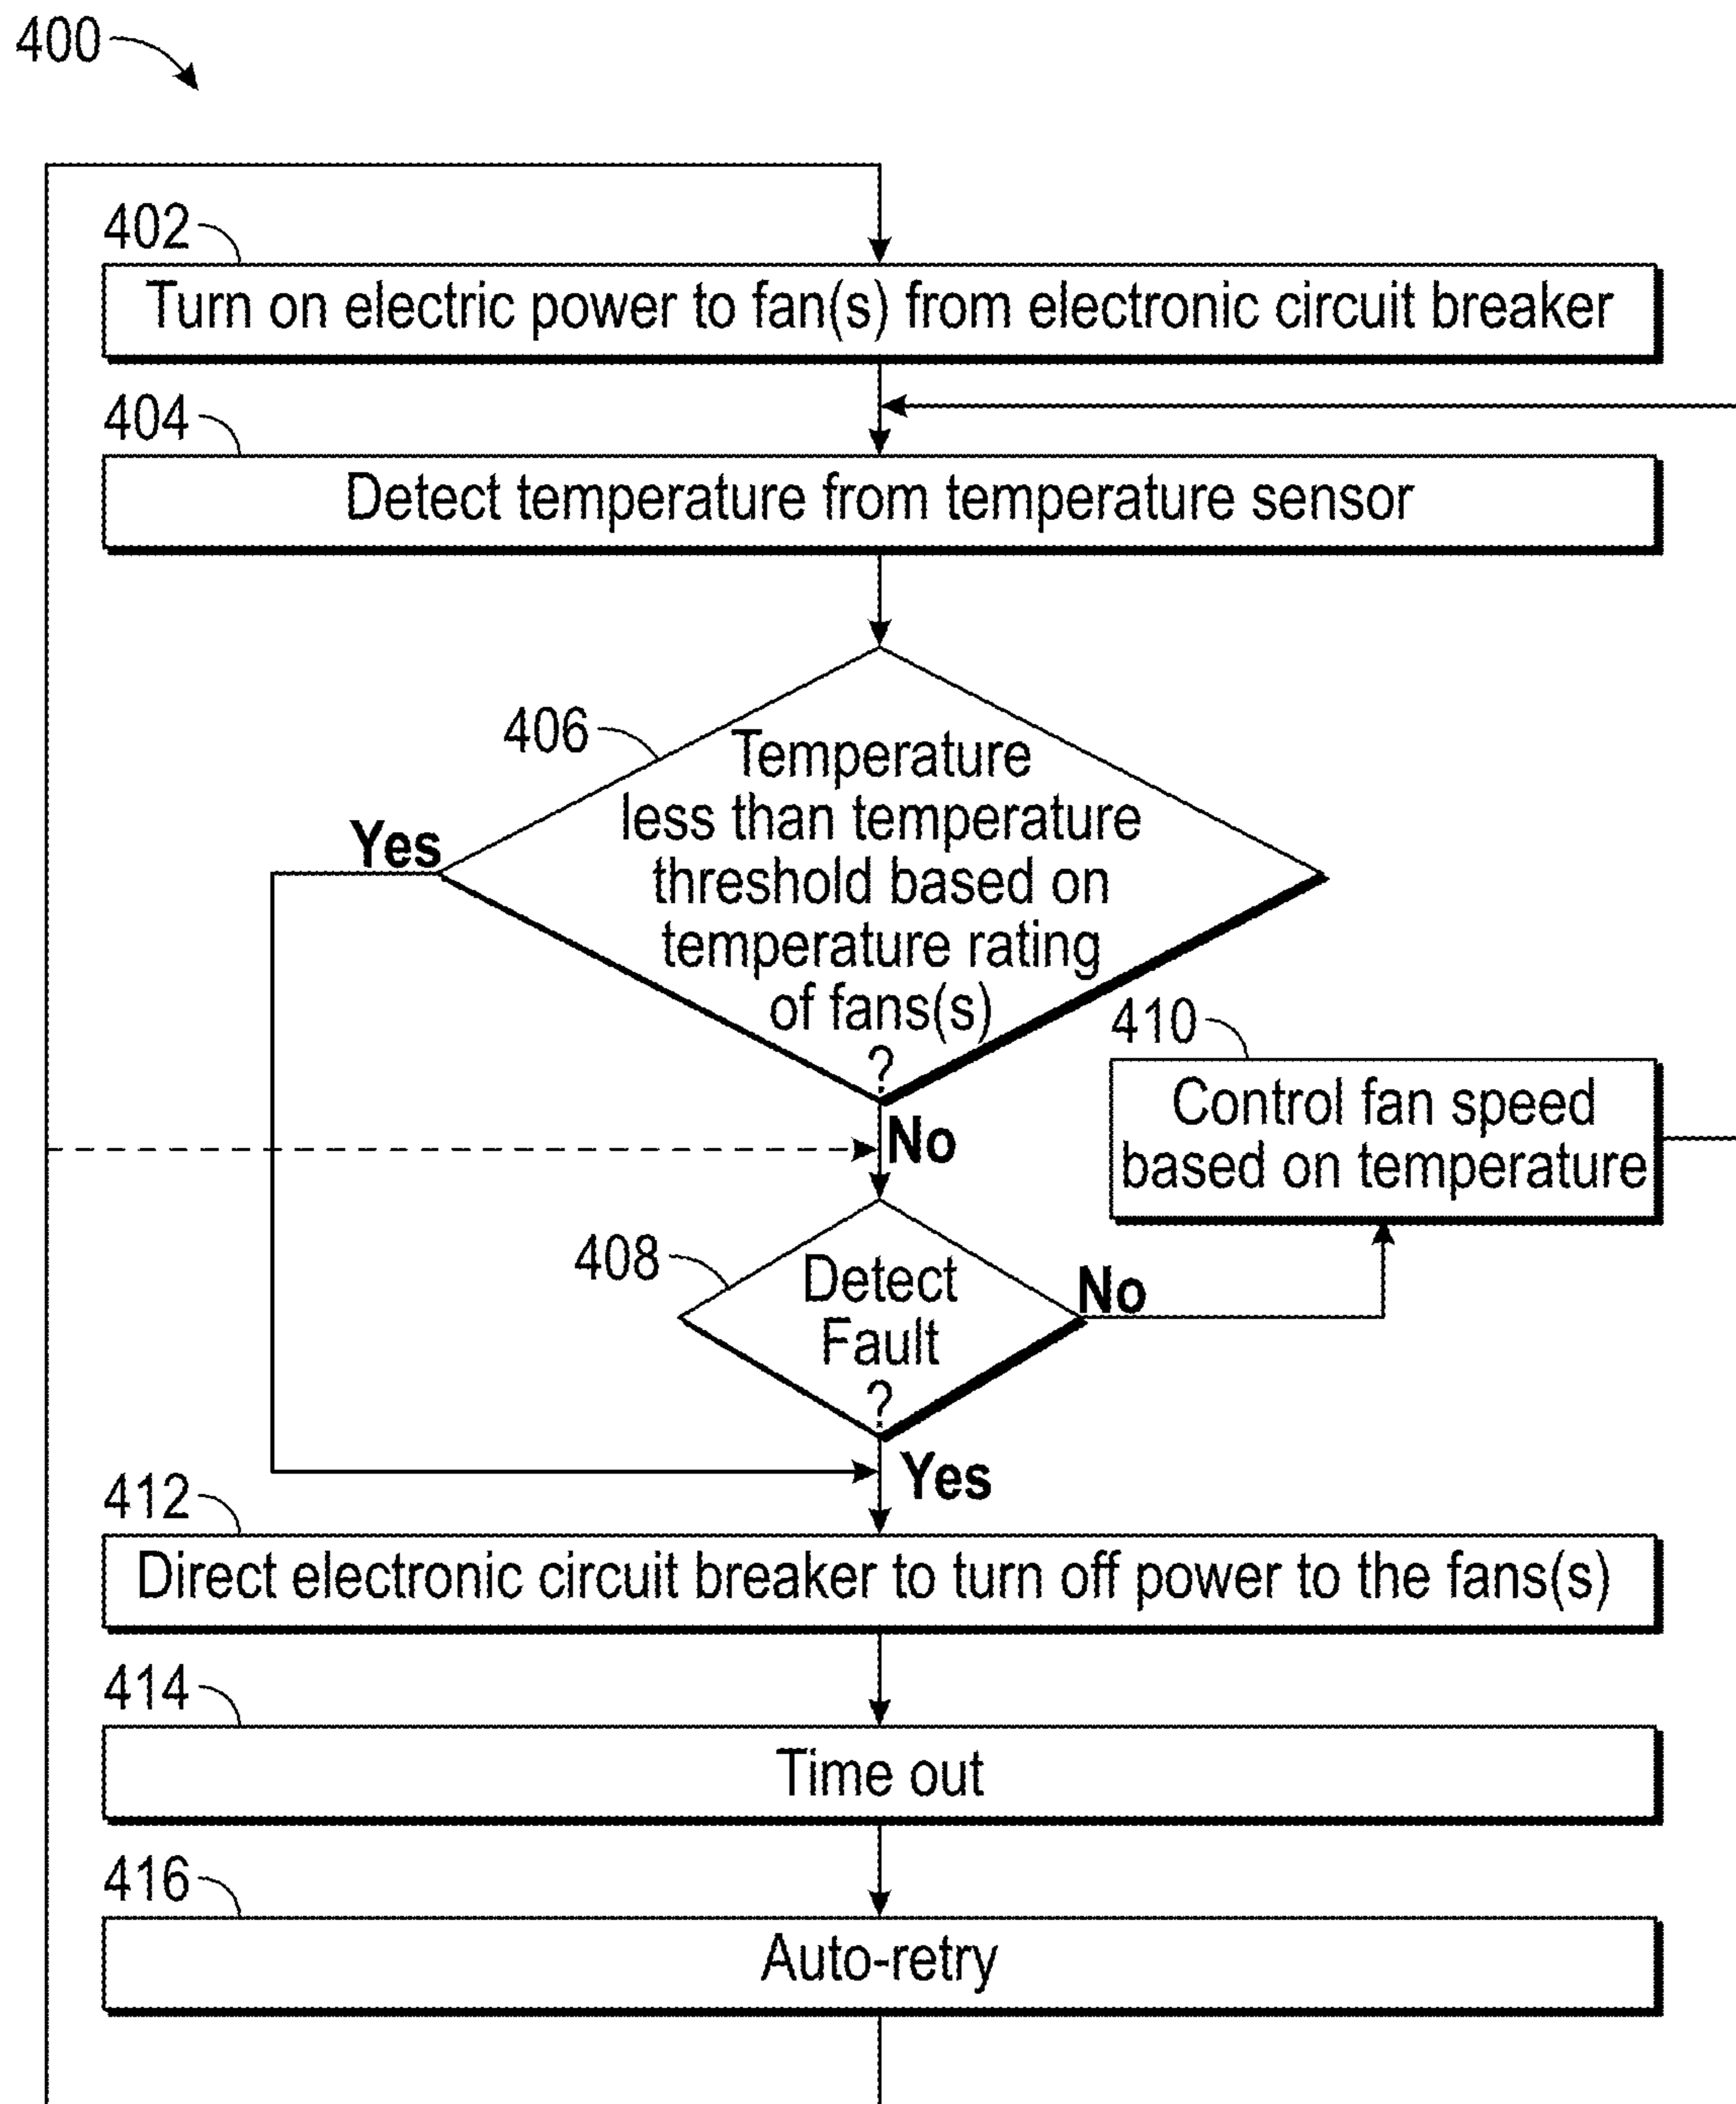 400
402
Turn on electric power to fan(s) from electronic circuit breaker
404
Detect temperature from temperature sensor
406
Temperature
less than temperature
threshold based on
temperature rating
of fans(s)
?
Yes
No
410
Control fan speed
based on temperature
408
Detect
Fault
?
No
Yes
412
Direct electronic circuit breaker to turn off power to the fans(s)
414
Time out
416
Auto-retry